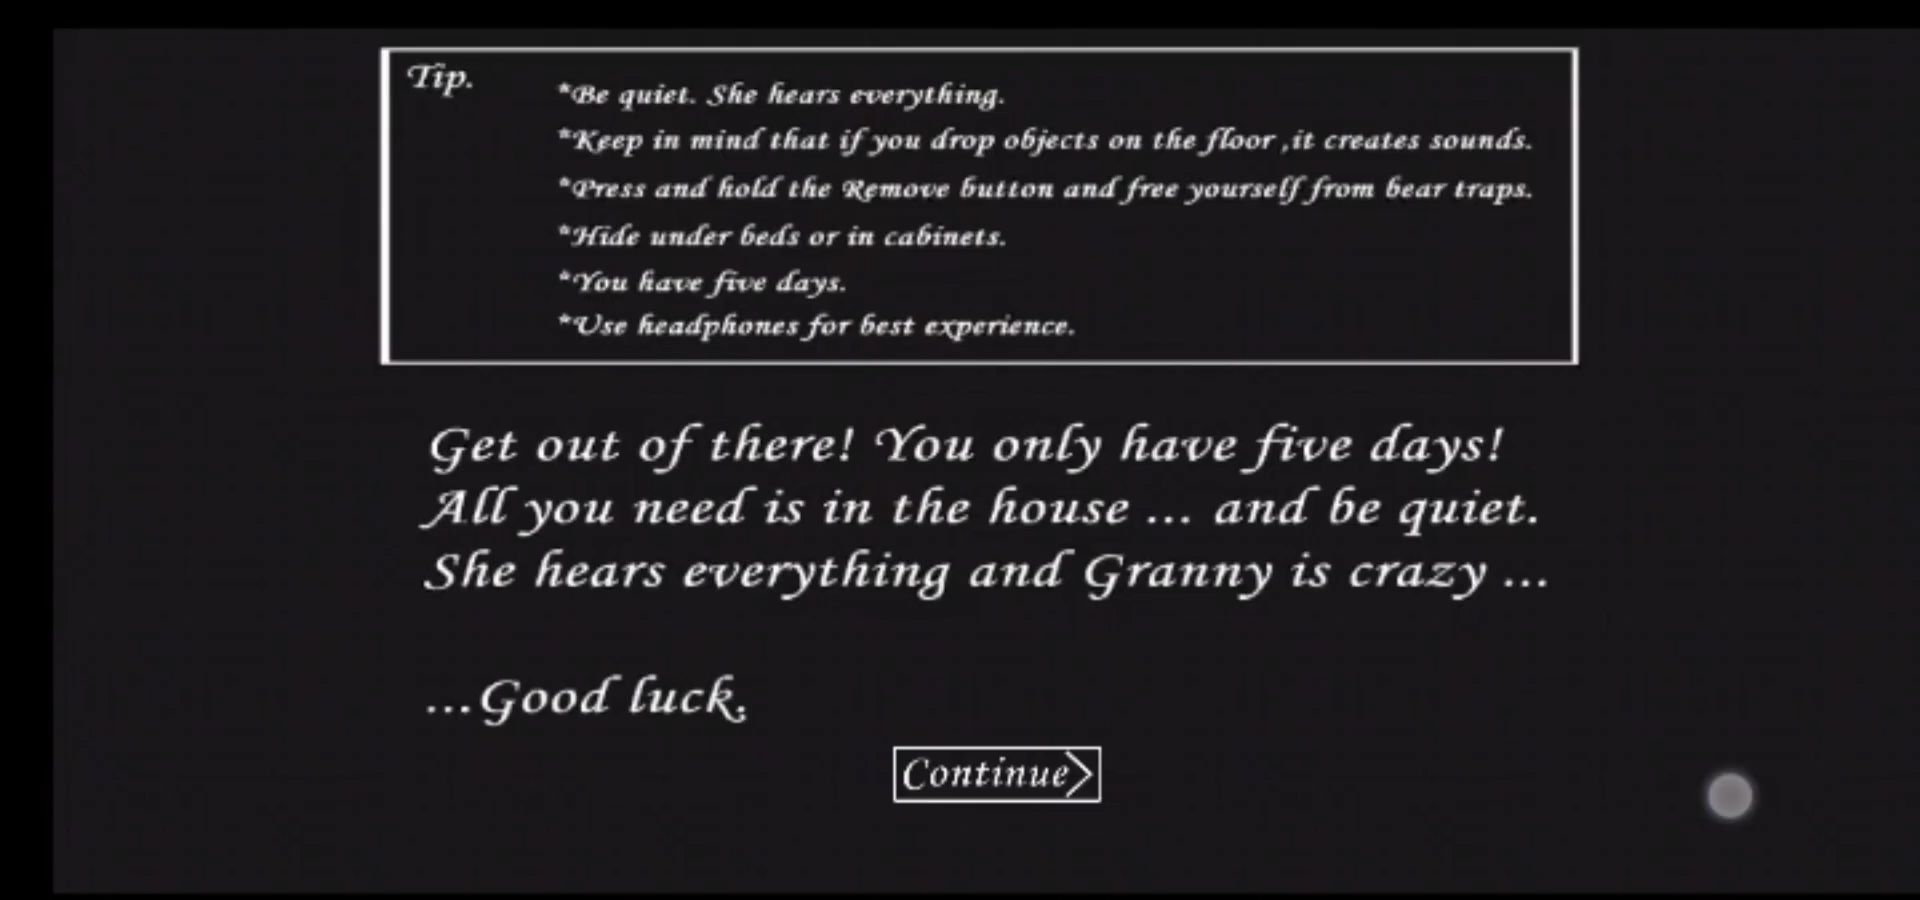 Tip.
*Be quiet. She hears everything.
*Keep in mind that if you drop objects on the floor ,it creates sounds.
*Press and hold the Remove button and free yourself from bear traps.
*Hide under beds or in cabinets.
*You have five days.
*Use headphones for best experience.
Get out of there! You only have five days!
All you need is in the house ... and be quiet.
She hears everything and Granny is crazy ...
...Good luck.
Continue>